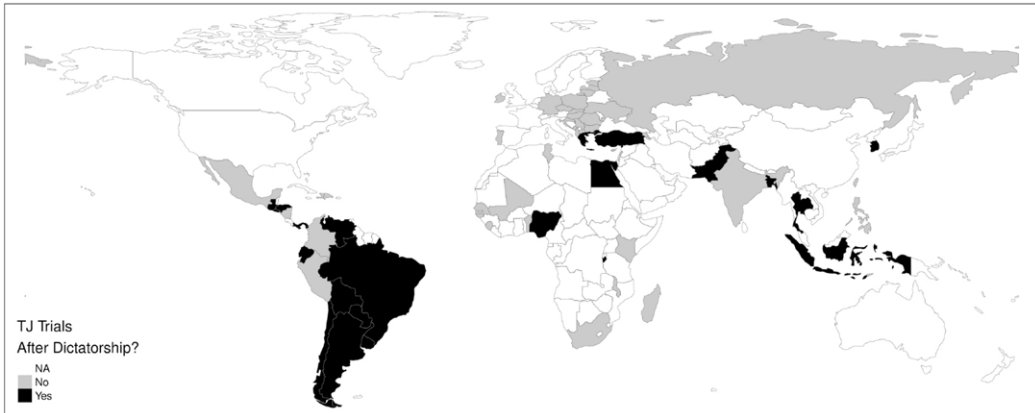 TJ Trials
After Dictatorship?
NA
No
Yes